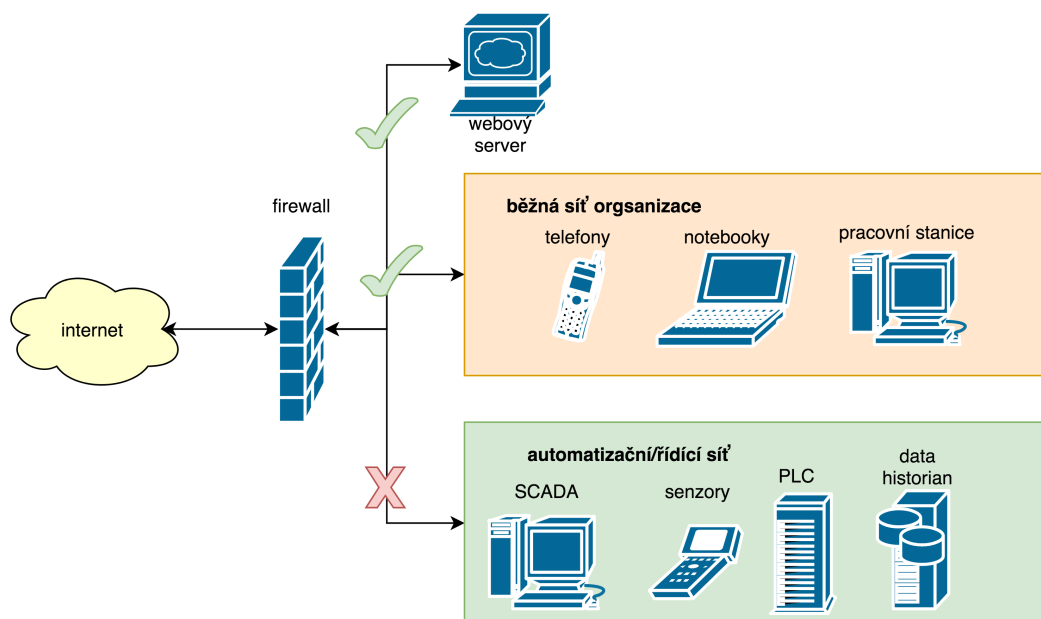 webový
server
firewall
běžná síť orgsanizace
telefony
notebooky
pracovní stanice
internet
automatizační/řídící síť
SCADA
senzory
PLC
data
historian